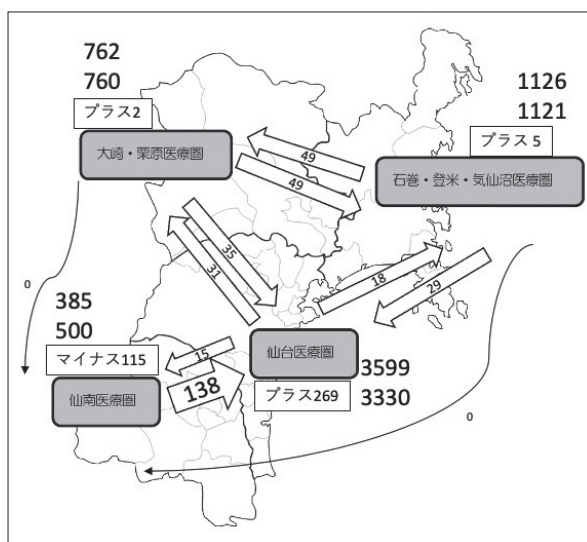 762
760
プラス2
大崎・栗原医療圏
1126
1121
プラス 5
石巻・登米・気仙沼医療圏
49
49
35
31
18
29
0
385
500
マイナス115
仙南医療圏
15
138
仙台医療圏
プラス269
3599
3330
0